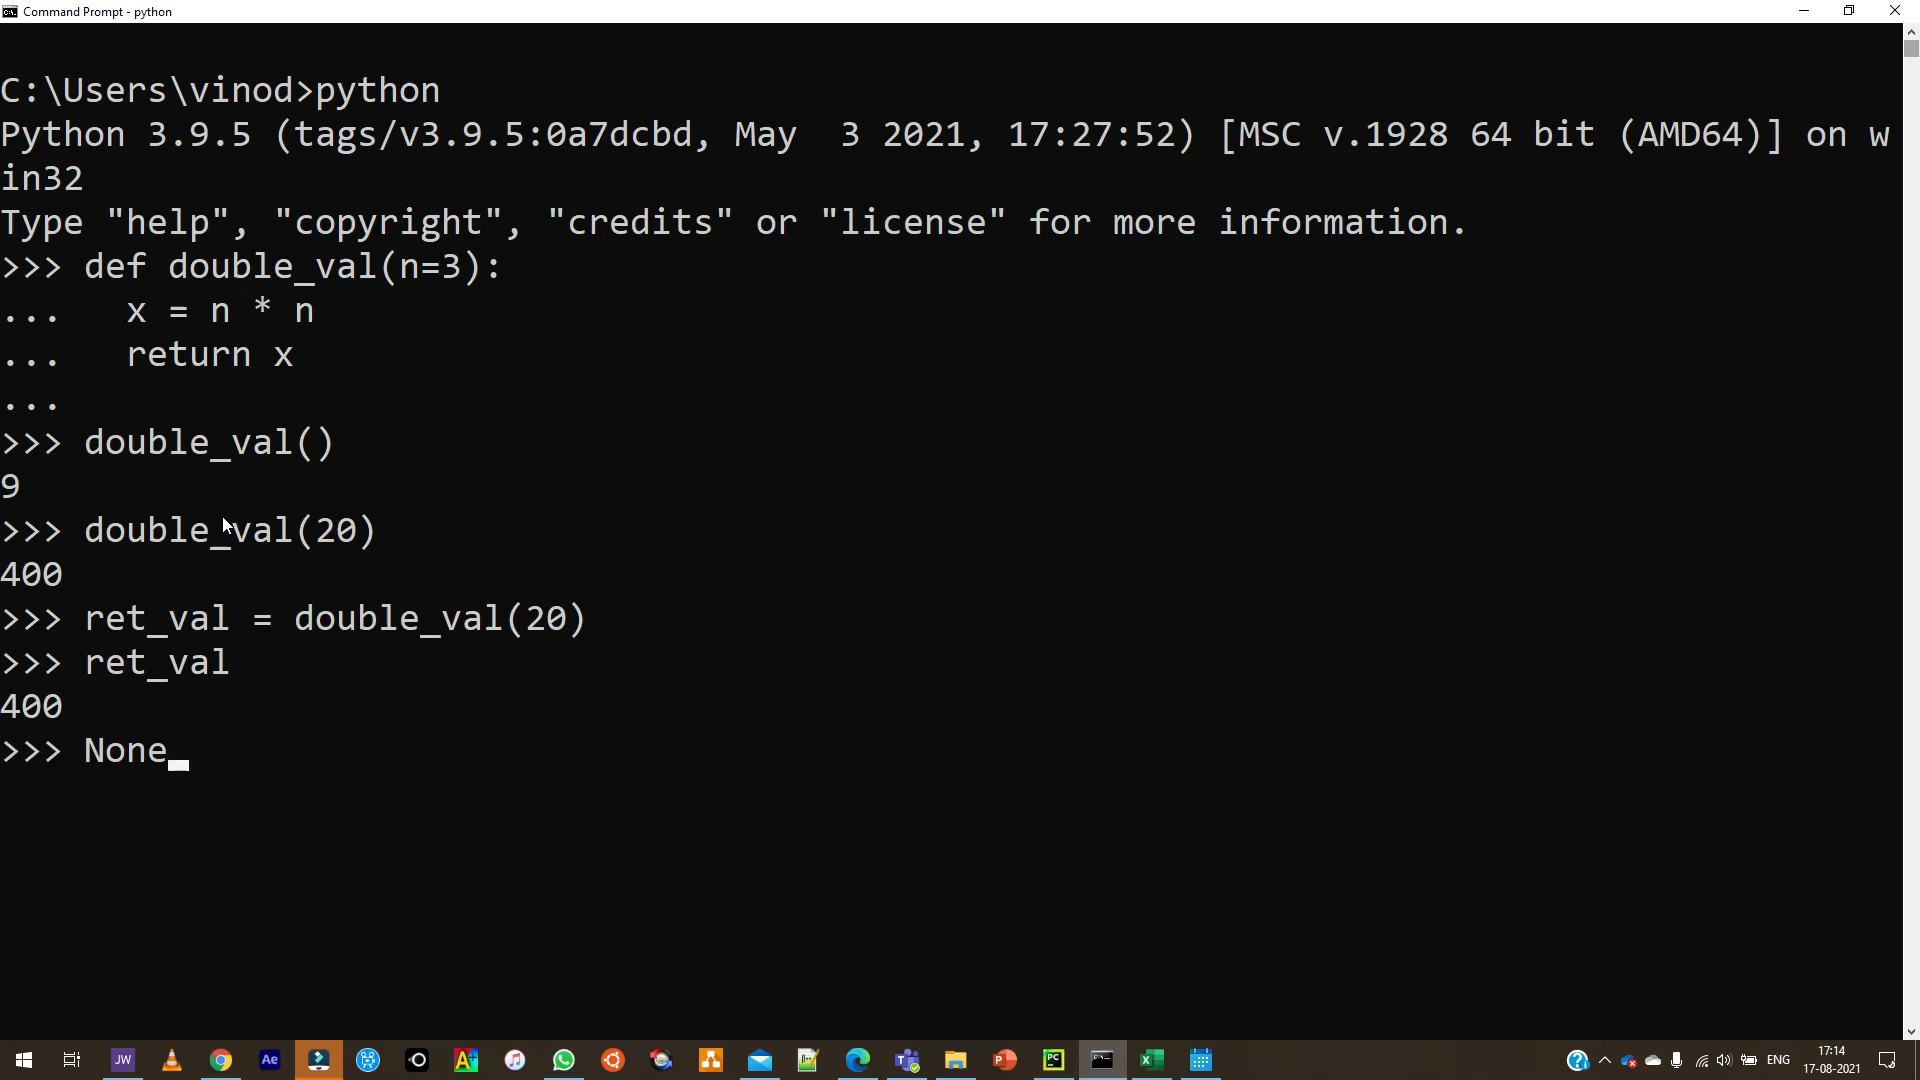 Command Prompt - python
C:\Users\vinod>python
Python 3.9.5 (tags/v3.9.5:0a7dcbd, May  3 2021, 17:27:52) [MSC v.1928 64 bit (AMD64)] on w
in32
Type "help", "copyright", "credits" or "license" for more information.
>>> def double_val(n=3):
...   x = n * n
...   return x
...
>>> double_val()
9
>>> double_val(20)
400
>>> ret_val = double_val(20)
>>> ret_val
400
>>> None
JW Ae A PC ENG 17:14
17-08-2021